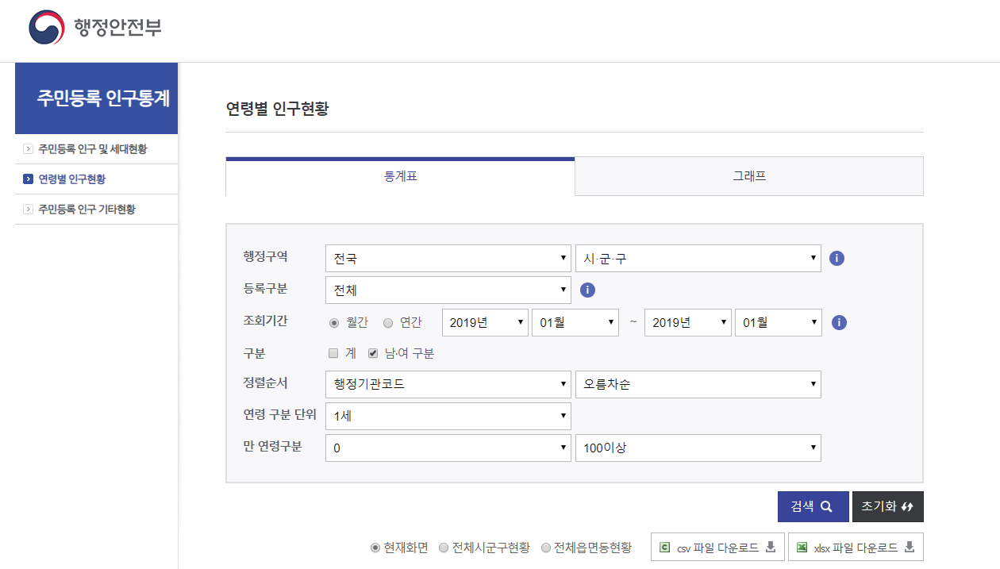 행정안전부
주민등록 인구통계
주민등록 인구 및 세대현황
연령별 인구현황
주민등록 인구 기타현황
연령별 인구현황
통계표 그래프
행정구역 전국 시·군·구
등록구분 전체
조회기간 월간 연간 2019년 01월 ~ 2019년 01월
구분 계 남·여 구분
정렬순서 행정기관코드 오름차순
연령 구분 단위 1세
만 연령구분 0 100이상
검색 초기화
현재화면 전체시군구현황 전체읍면동현황 csv 파일 다운로드 xlsx 파일 다운로드